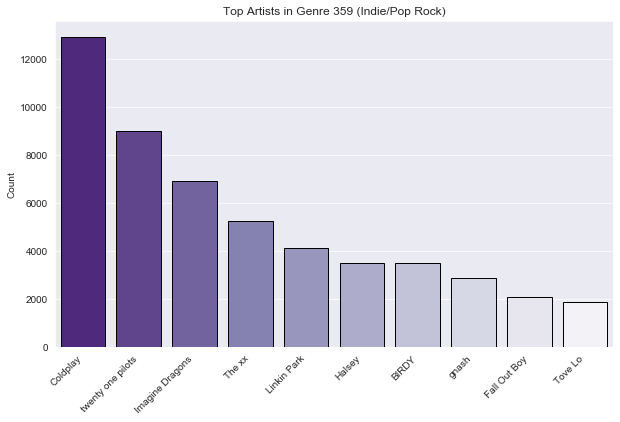 Top Artists in Genre 359 (Indie/Pop Rock)
Count
12000
10000
8000
6000
4000
2000
0
Coldplay
twenty one pilots
Imagine Dragons
The xx
Linkin Park
Halsey
BIRDY
gnash
Fall Out Boy
Tove Lo